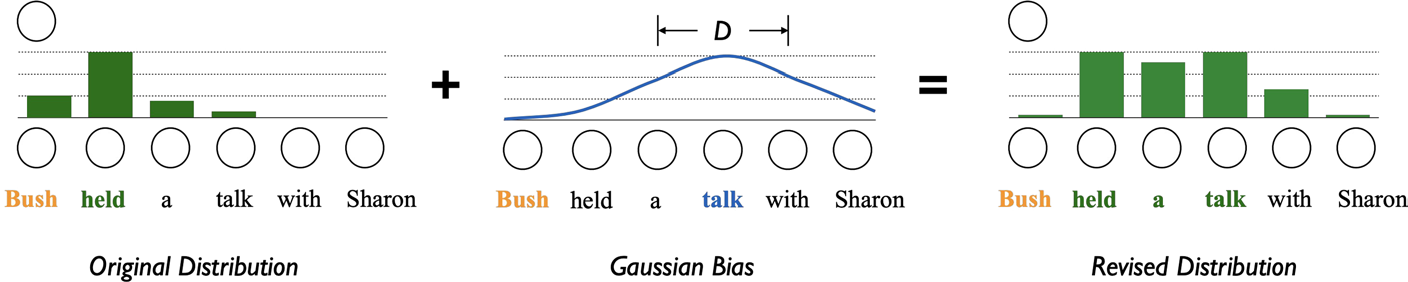 D
+
=
Bush held a talk with Sharon
Bush held a talk with Sharon
Bush held a talk with Sharon
Original Distribution
Gaussian Bias
Revised Distribution